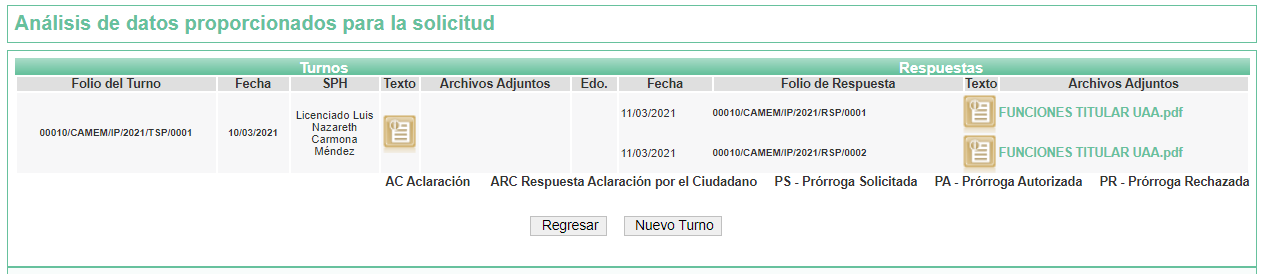 Análisis de datos proporcionados para la solicitud
Turnos Respuestas
Folio del Turno Fecha SPH Texto Archivos Adjuntos Edo. Fecha Folio de Respuesta Texto Archivos Adjuntos
00010/CAMEM/IP/2021/TSP/0001 10/03/2021
Licenciado Luis
Nazareth
Carmona
Méndez
11/03/2021 00010/CAMEM/IP/2021/RSP/0001 FUNCIONES TITULAR UAA.pdf
11/03/2021 00010/CAMEM/IP/2021/RSP/0002 FUNCIONES TITULAR UAA.pdf
AC Aclaración ARC Respuesta Aclaración por el Ciudadano PS - Prórroga Solicitada PA - Prórroga Autorizada PR - Prórroga Rechazada
Regresar Nuevo Turno